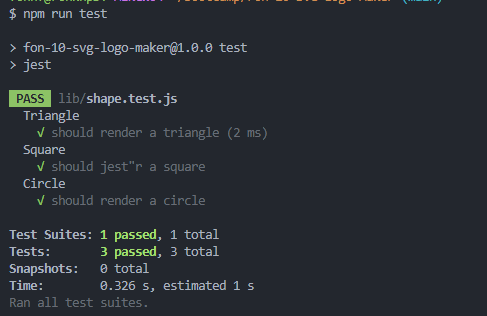 $ npm run test
> fon-10-svg-logo-maker@1.0.0 test
> jest
PASS lib/shape.test.js
Triangle
√ should render a triangle (2 ms)
Square
√ should jest"r a square
Circle
√ should render a circle
Test Suites: 1 passed, 1 total
Tests: 3 passed, 3 total
Snapshots: 0 total
Time: 0.326 s, estimated 1 s
Ran all test suites.